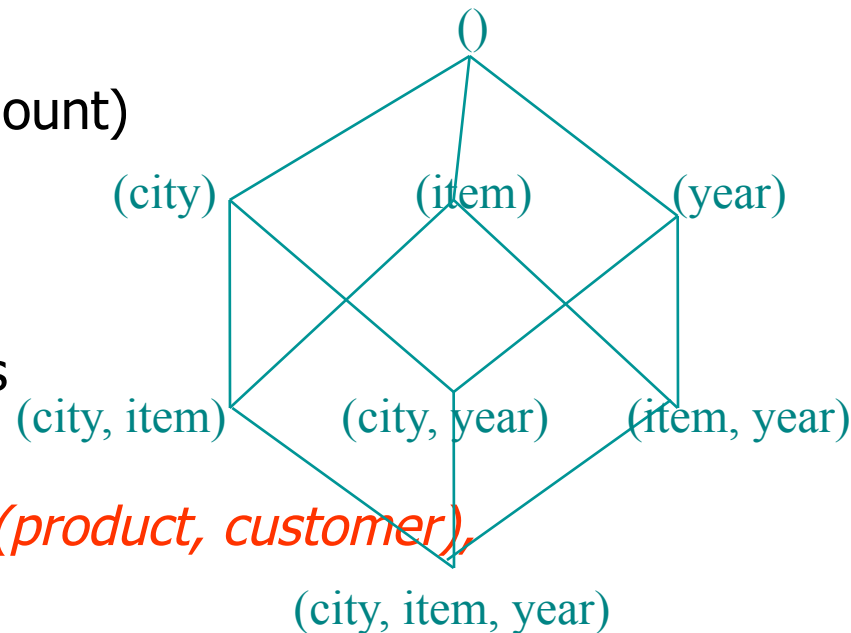 ()
ount)
(city) (item) (year)
s
(city, item) (city, year) (item, year)
(product, customer),
(city, item, year)